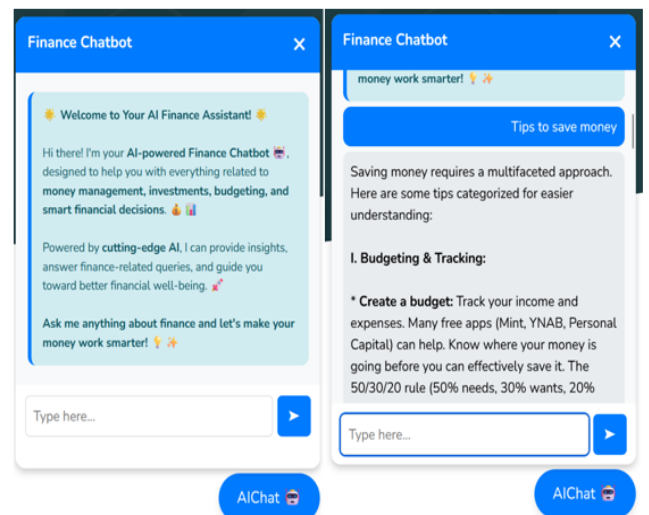 Finance Chatbot ×
☀️ Welcome to Your AI Finance Assistant! ☀️
Hi there! I'm your AI-powered Finance Chatbot 🤖,
designed to help you with everything related to
money management, investments, budgeting, and
smart financial decisions. 💰📊
Powered by cutting-edge AI, I can provide insights,
answer finance-related queries, and guide you
toward better financial well-being. 🚀
Ask me anything about finance and let's make your
money work smarter! 💡✨
Type here...
AIChat 🤖
Finance Chatbot ×
money work smarter! 💡✨
Tips to save money
Saving money requires a multifaceted approach.
Here are some tips categorized for easier
understanding:
I. Budgeting & Tracking:
* Create a budget: Track your income and
expenses. Many free apps (Mint, YNAB, Personal
Capital) can help. Know where your money is
going before you can effectively save it. The
50/30/20 rule (50% needs, 30% wants, 20%
Type here...
AIChat 🤖